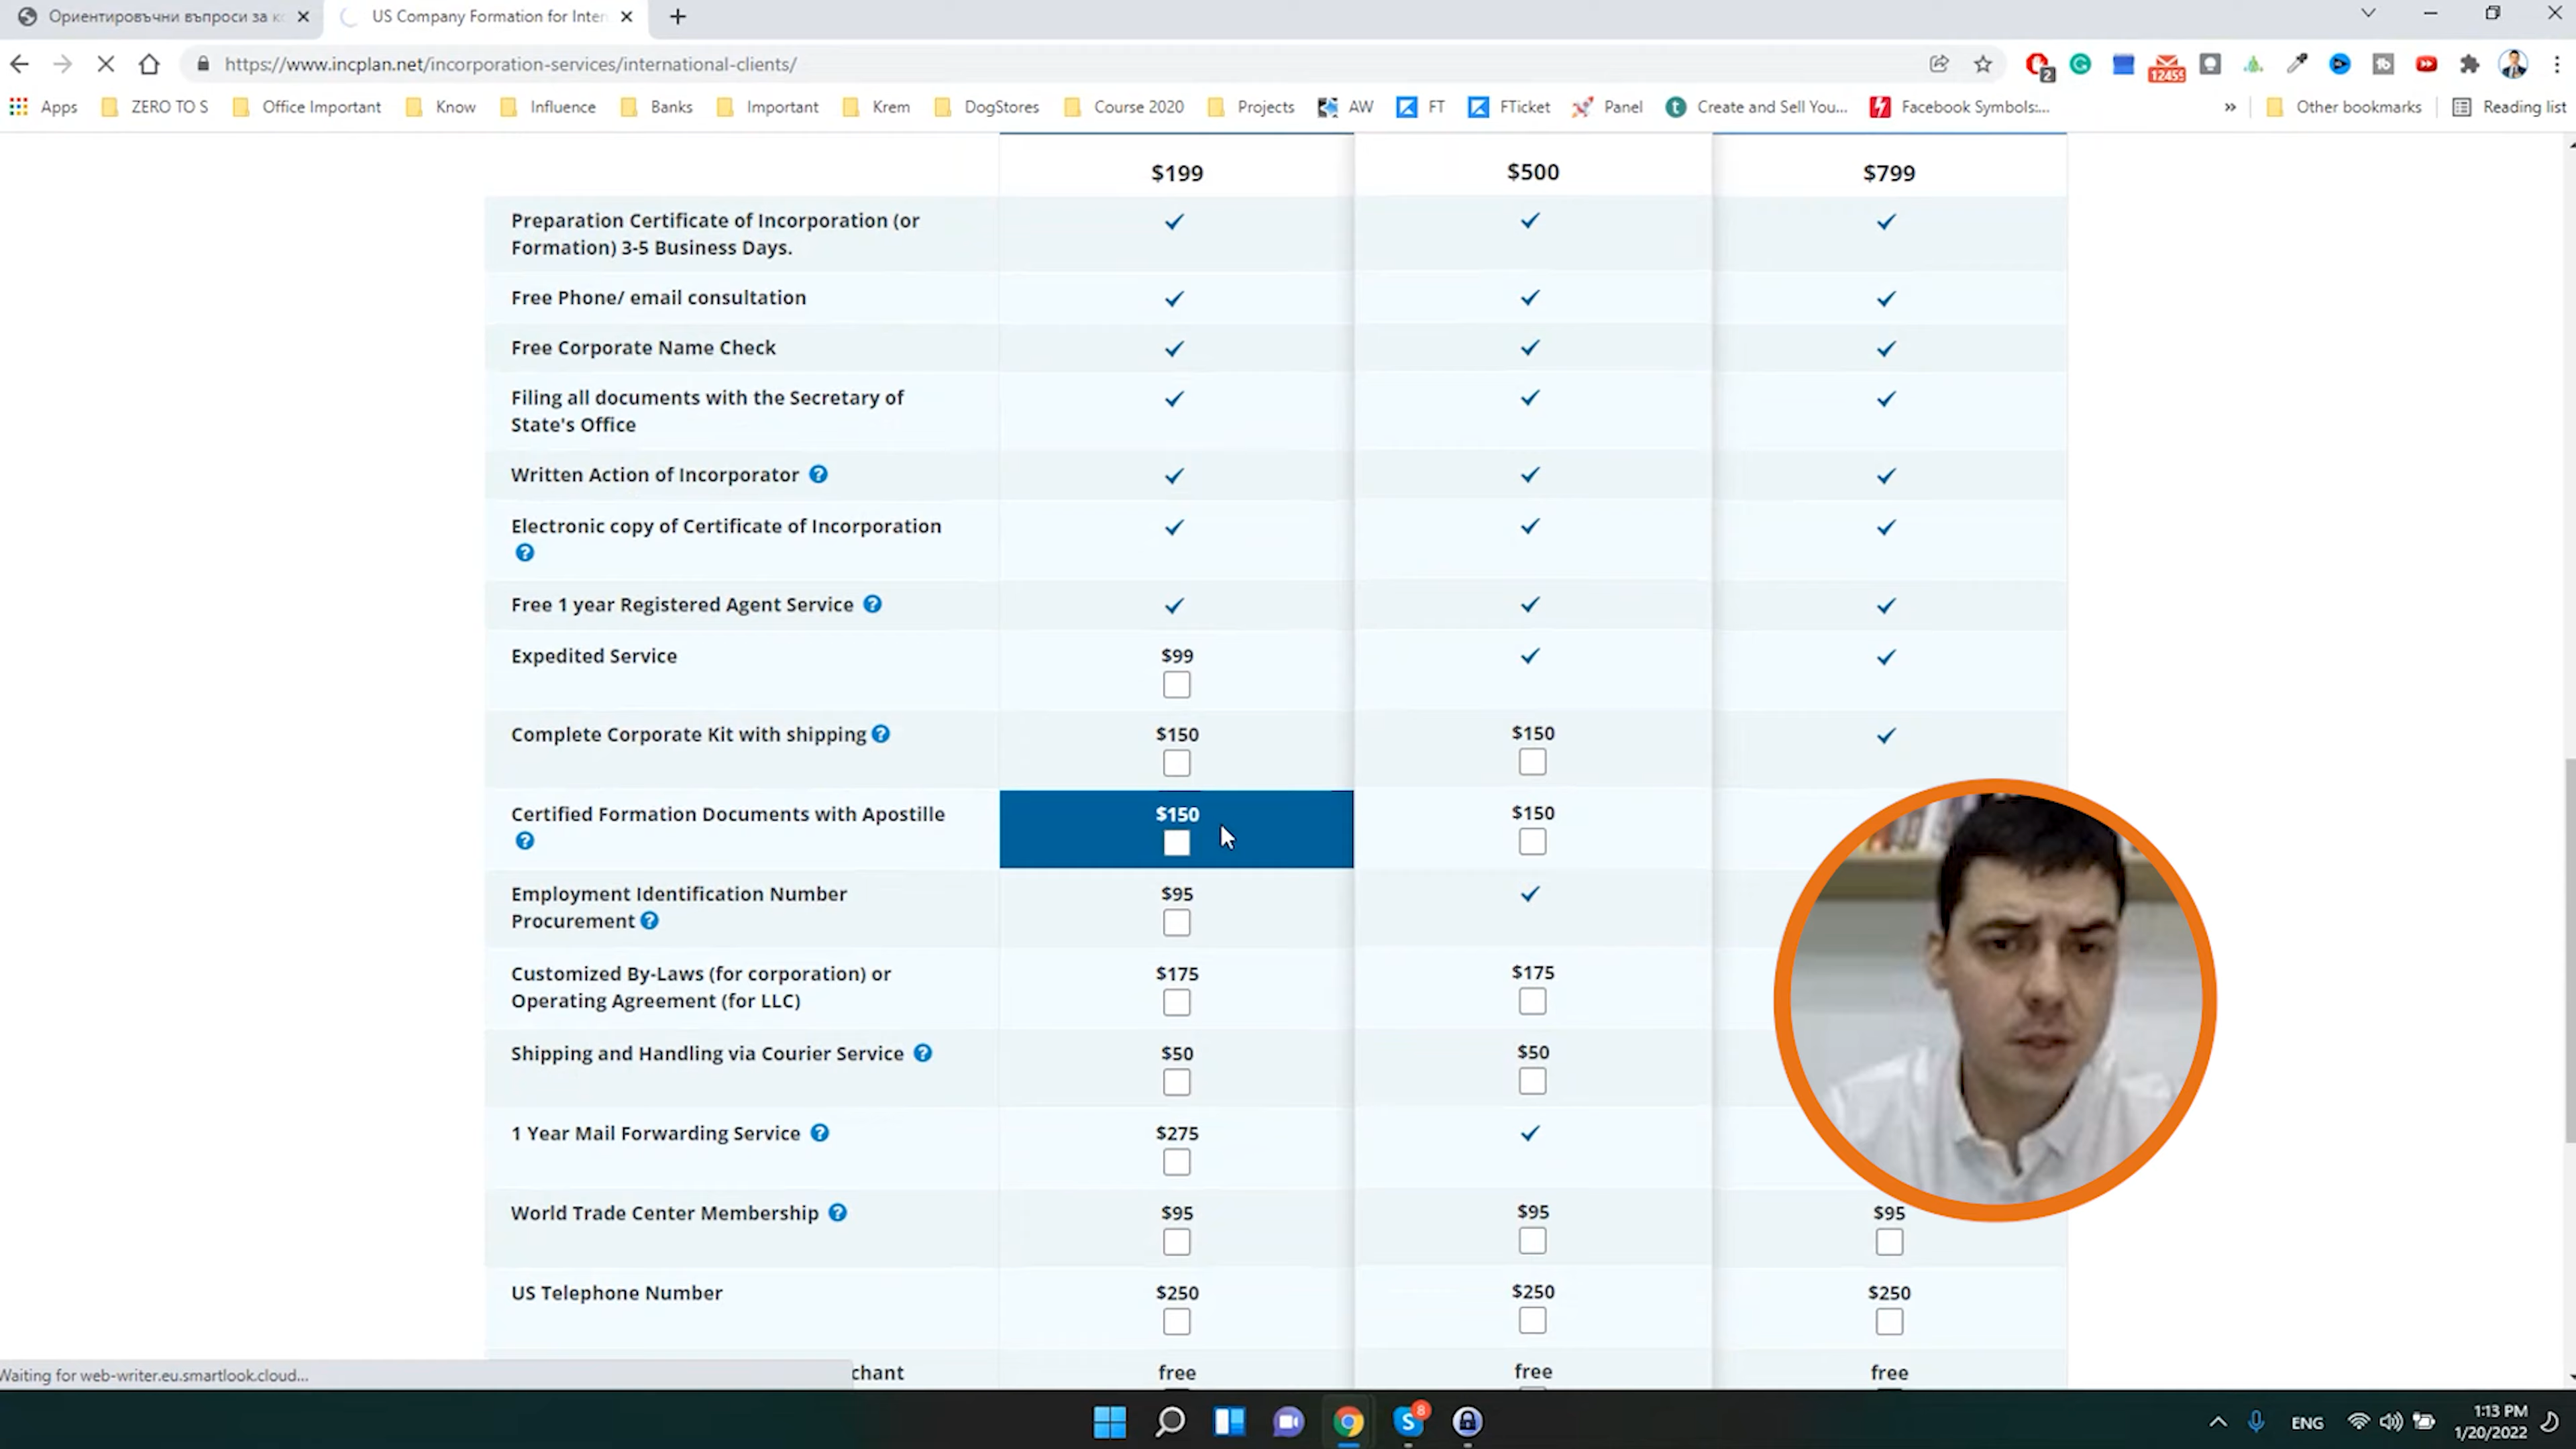 Ориентировъчни въпроси за к
US Company Formation for Inter
https://www.incplan.net/incorporation-services/international-clients/
2
12455
Apps
ZERO TO S
Office Important
Know
Influence
Banks
Important
Krem
DogStores
Course 2020
Projects
AW
FT
FTicket
Panel
Create and Sell You...
Facebook Symbols:...
»
Other bookmarks
Reading list
$199 $500 $799
Preparation Certificate of Incorporation (or
Formation) 3-5 Business Days.
Free Phone/ email consultation
Free Corporate Name Check
Filing all documents with the Secretary of
State's Office
Written Action of Incorporator ?
Electronic copy of Certificate of Incorporation
?
Free 1 year Registered Agent Service ?
Expedited Service $99
Complete Corporate Kit with shipping ? $150 $150
Certified Formation Documents with Apostille $150 $150
?
Employment Identification Number $95
Procurement ?
Customized By-Laws (for corporation) or $175 $175
Operating Agreement (for LLC)
Shipping and Handling via Courier Service ? $50 $50
1 Year Mail Forwarding Service ? $275
World Trade Center Membership ? $95 $95 $95
US Telephone Number $250 $250 $250
chant free free free
Waiting for web-writer.eu.smartlook.cloud...
S 8
ENG
1:13 PM
1/20/2022